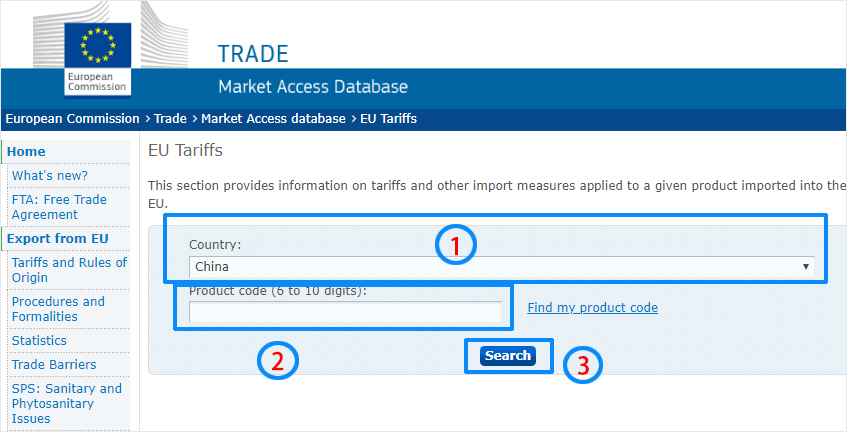 European
Commission
TRADE
Market Access Database
European Commission > Trade > Market Access database > EU Tariffs
Home
What's new?
FTA: Free Trade
Agreement
Export from EU
Tariffs and Rules of
Origin
Procedures and
Formalities
Statistics
Trade Barriers
SPS: Sanitary and
Phytosanitary
Issues
EU Tariffs
This section provides information on tariffs and other import measures applied to a given product imported into the
EU.
1
Country:
China
Product code (6 to 10 digits):
Find my product code
2
Search
3